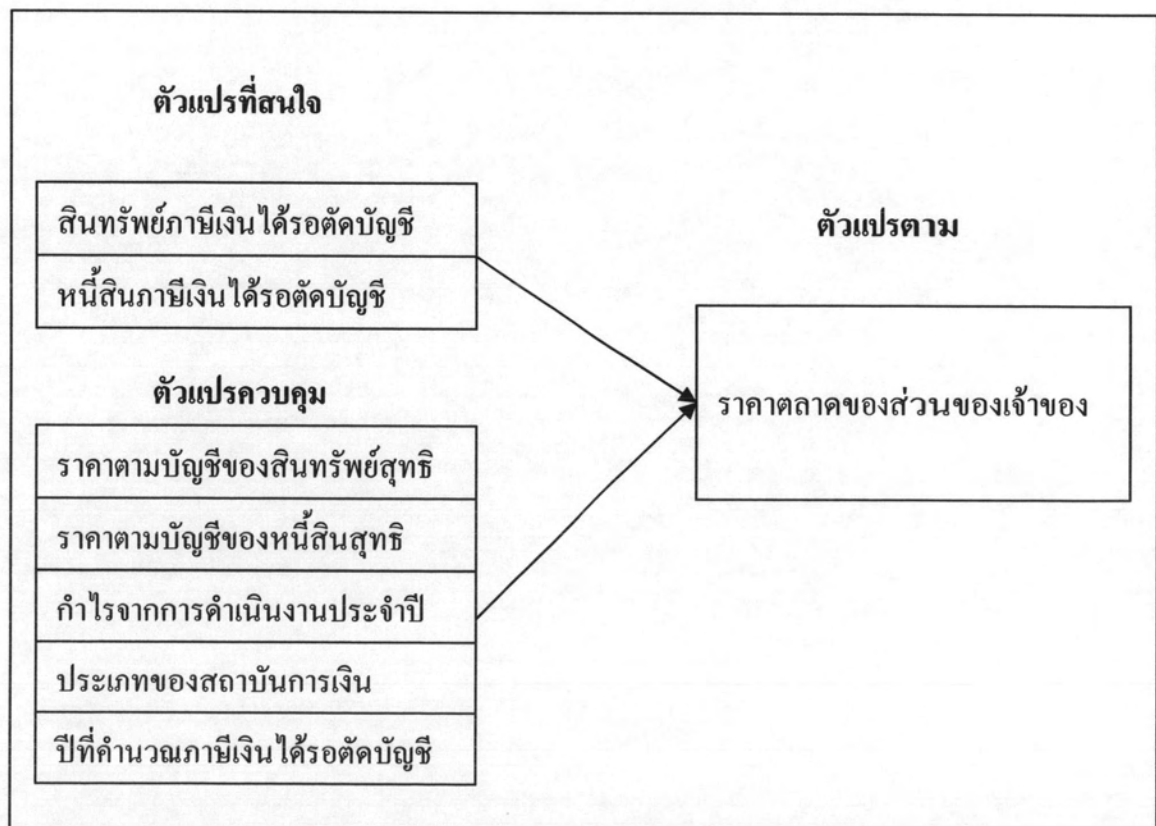 ตัวแปรที่สนใจ
สินทรัพย์ภาษีเงินได้รอตัดบัญชี
หนี้สินภาษีเงินได้รอตัดบัญชี
ตัวแปรควบคุม
ราคาตามบัญชีของสินทรัพย์สุทธิ
ราคาตามบัญชีของหนี้สินสุทธิ
กำไรจากการดำเนินงานประจำปี
ประเภทของสถาบันการเงิน
ปีที่คำนวณภาษีเงินได้รอตัดบัญชี
ตัวแปรตาม
ราคาตลาดของส่วนของเจ้าของ